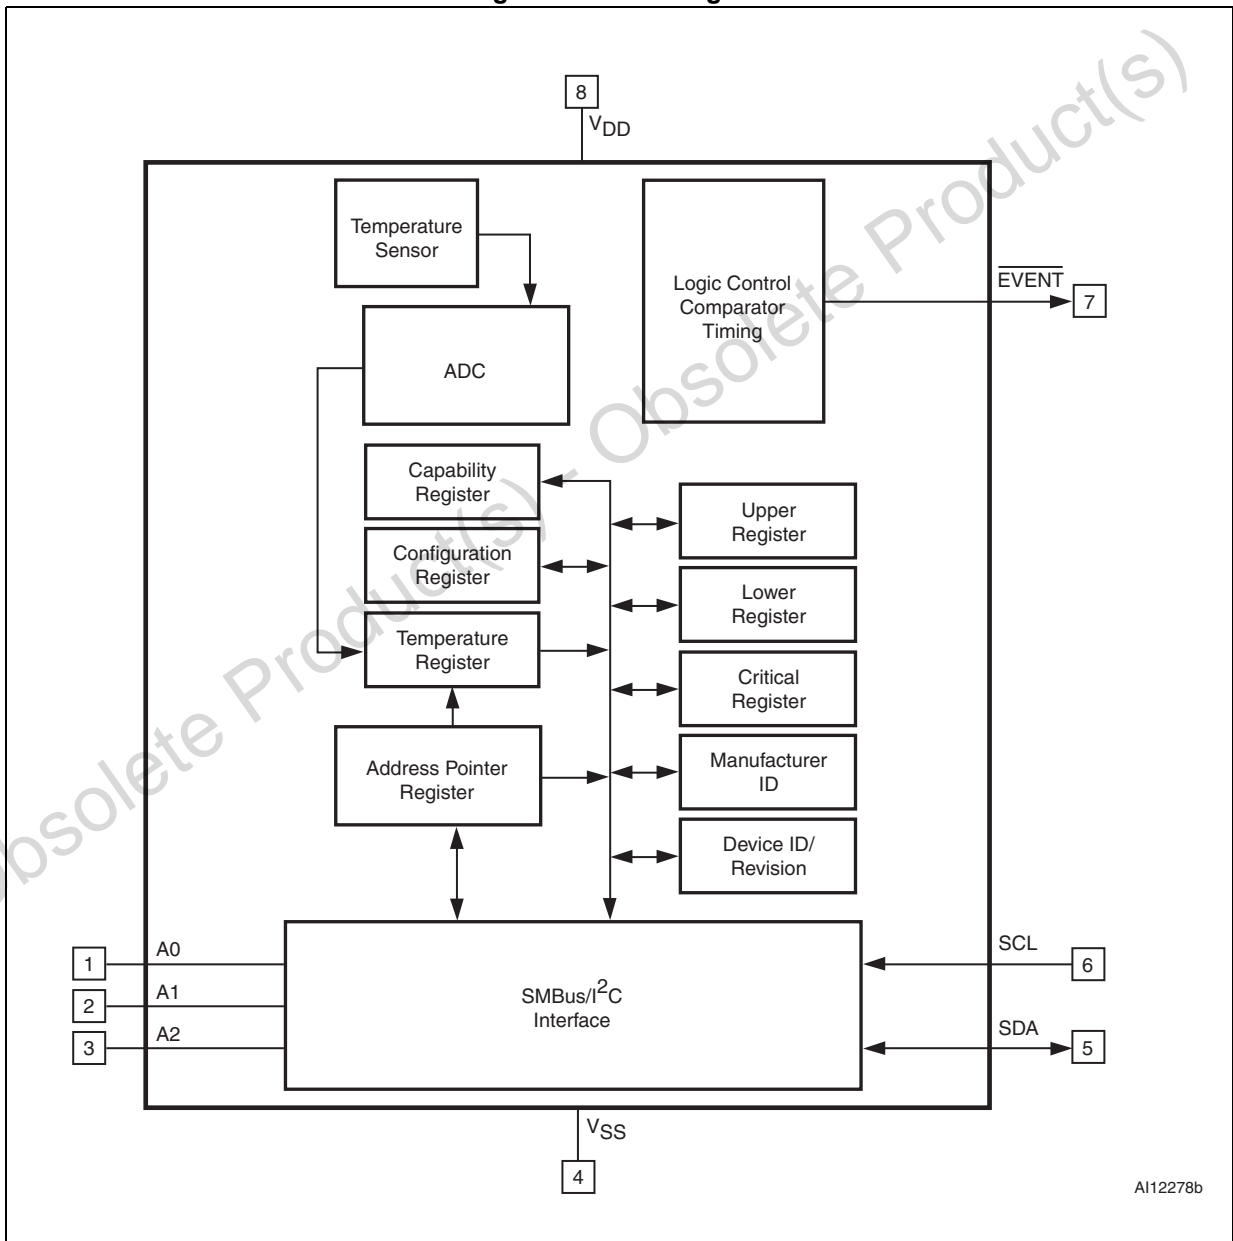 8
VDD
Temperature
Sensor
Logic Control
Comparator
Timing
EVENT
7
ADC
Capability
Register
Upper
Register
Configuration
Register
Lower
Register
Temperature
Register
Critical
Register
Address Pointer
Register
Manufacturer
ID
Device ID/
Revision
1
A0
2
A1
3
A2
SMBus/I2C
Interface
SCL
6
SDA
5
VSS
4
AI12278b
Obsolete Product(s) - Obsolete Product(s)